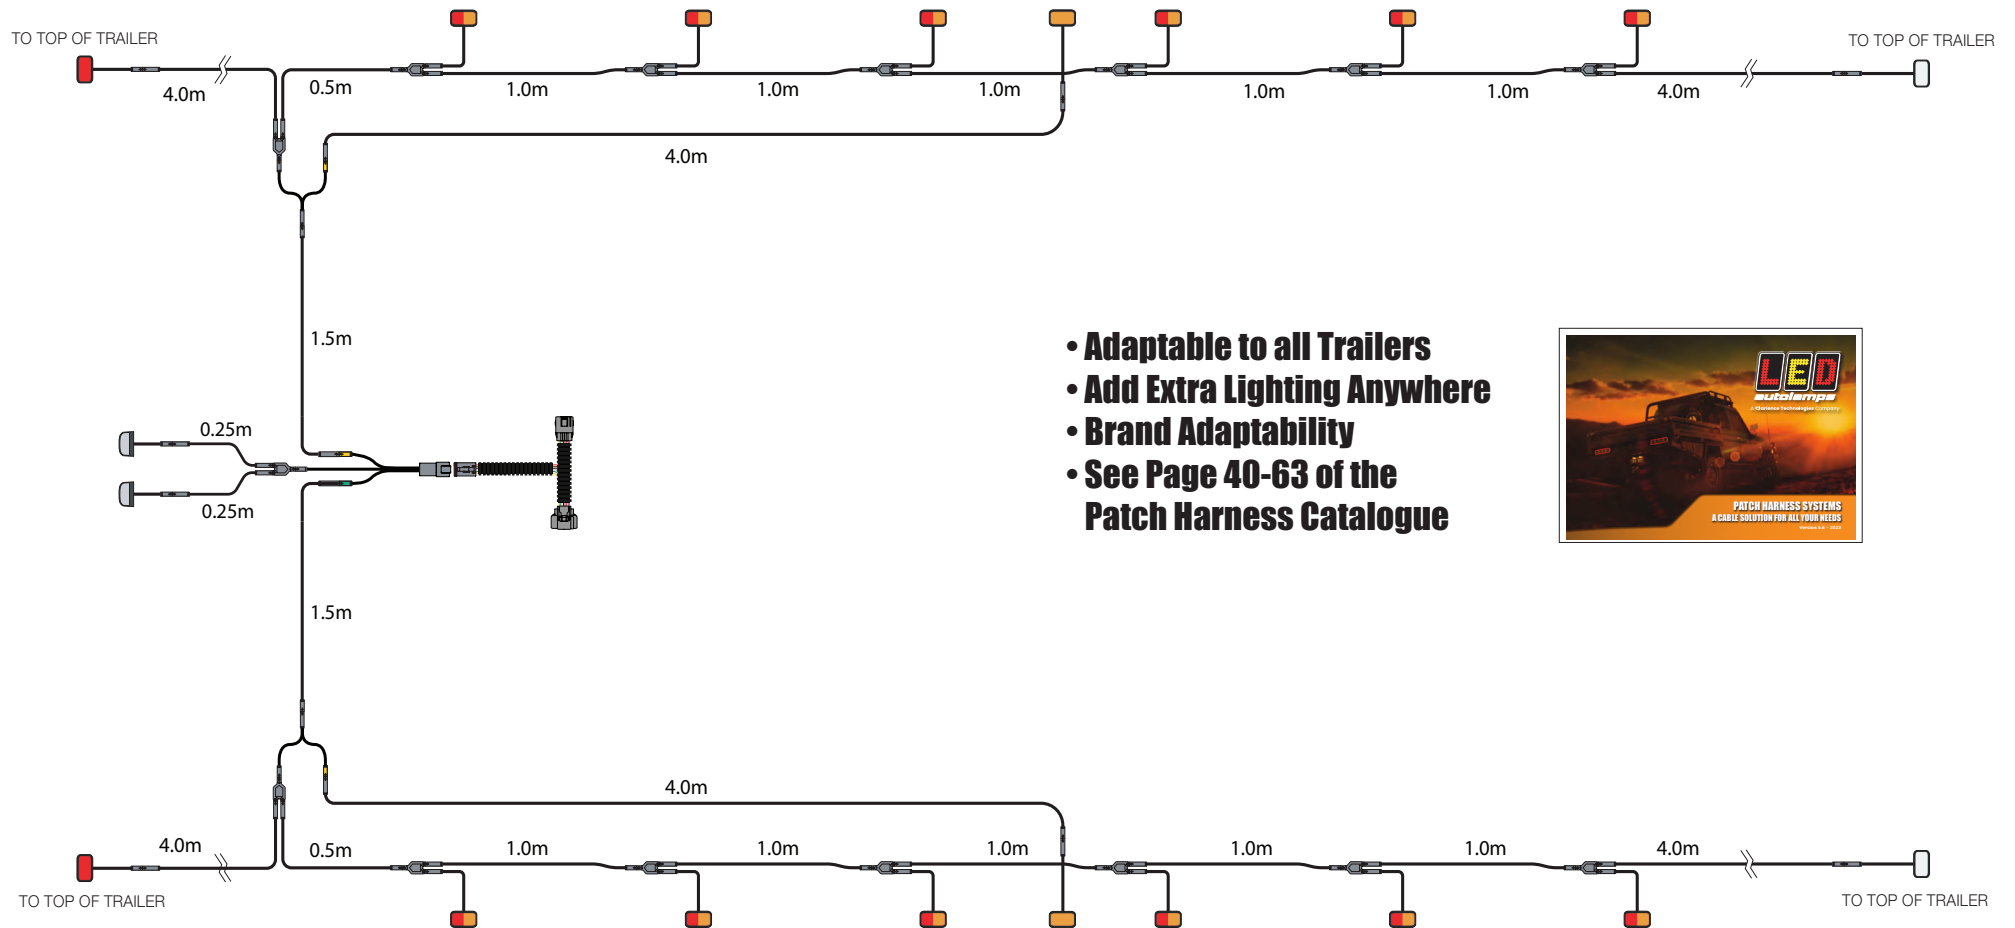 TO TOP OF TRAILER
TO TOP OF TRAILER
4.0m
0.5m
1.0m
1.0m
1.0m
1.0m
1.0m
4.0m
4.0m
1.5m
0.25m
0.25m
• Adaptable to all Trailers
• Add Extra Lighting Anywhere
• Brand Adaptability
• See Page 40-63 of the
Patch Harness Catalogue
LED
autolamps
A Clarience Technologies Company
PATCH HARNESS SYSTEMS
A CABLE SOLUTION FOR ALL YOUR NEEDS
1.5m
4.0m
4.0m
0.5m
1.0m
1.0m
1.0m
1.0m
1.0m
4.0m
TO TOP OF TRAILER
TO TOP OF TRAILER